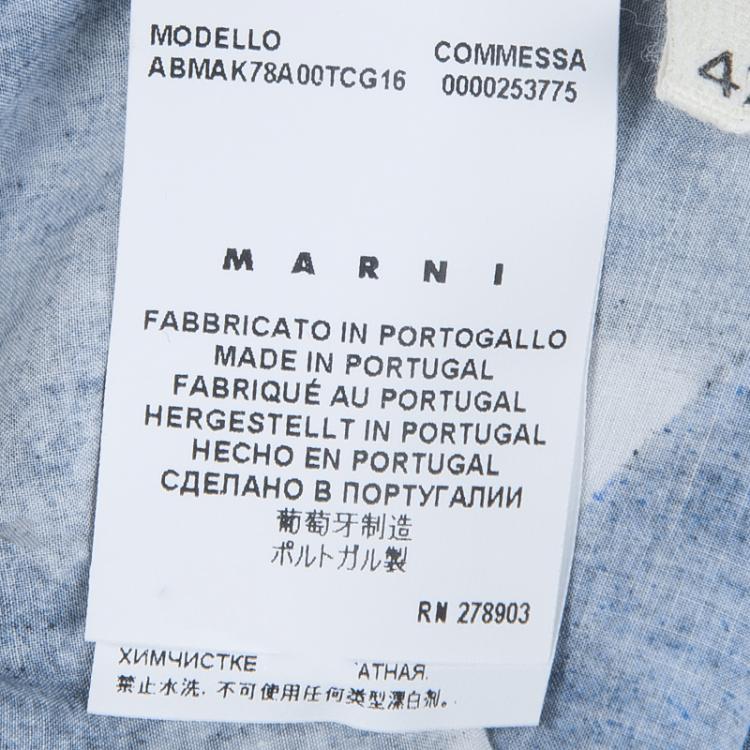 MODELLO COMMESSA
ABMAK78A00TCG16 0000253775
MARNI
FABBRICATO IN PORTOGALLO
MADE IN PORTUGAL
FABRIQUÉ AU PORTUGAL
HERGESTELLT IN PORTUGAL
HECHO EN PORTUGAL
СДЕЛАНО В ПОРТУГАЛИИ
葡萄牙制造
ポルトガル製
RN 278903
ХИМЧИСТКЕ
禁止水洗. 不可使用任何类型漂白剂。